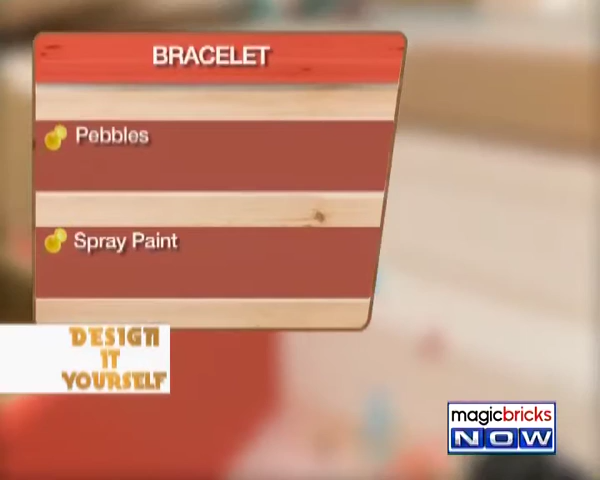 BRACELET
Pebbles
Spray Paint
DESIGN
IT
YOURSELF
magicbricks
NOW